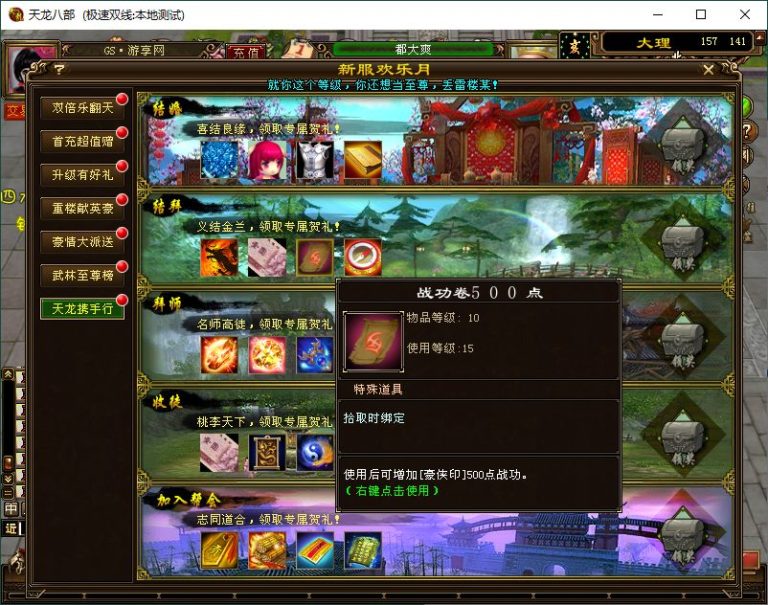 天龙八部 (极速双线:本地测试)
GS·游享网
充值
都大爽
玄
大理
157 141
?
新服欢乐月
就你这个等级,你还想当至尊,丢雷楼某!
双倍乐翻天
首充超值赠
升级有好礼
重楼献英豪
豪情大派送
武林至尊榜
天龙携手行
结婚
喜结良缘,领取专属贺礼!
领奖
结拜
义结金兰,领取专属贺礼!
领奖
拜师
名师高徒,领取专属贺礼
领奖
收徒
桃李天下,领取专属贺礼
领奖
加入帮会
志同道合,领取专属贺礼!
领奖
战功卷500点
物品等级: 10
使用等级:15
特殊道具
拾取时绑定
使用后可增加[豪侠印]500点战功。
(右键点击使用)